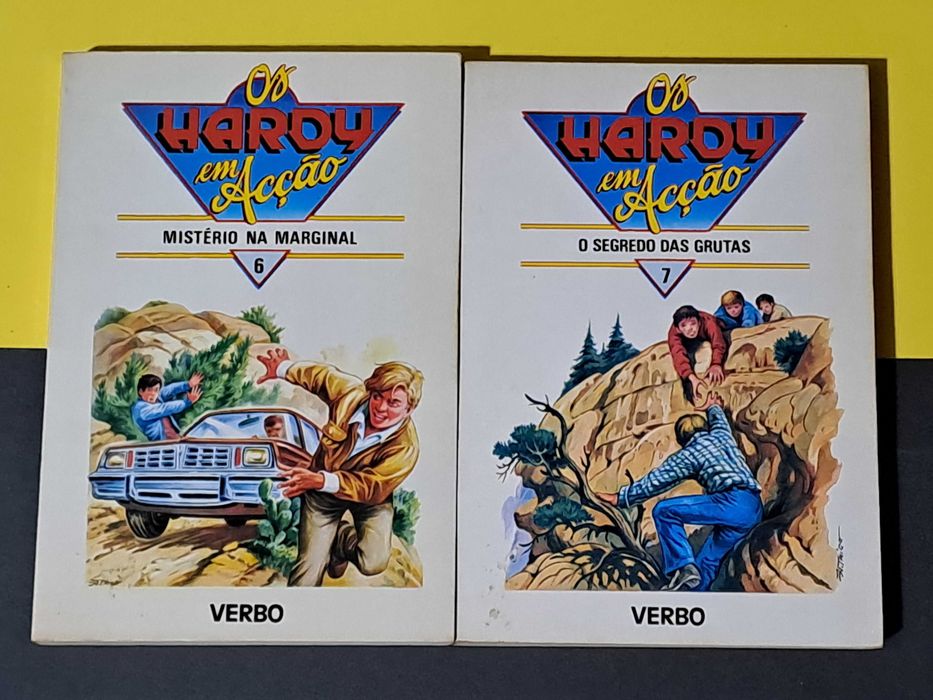 Os
HARDY
em Acção
MISTÉRIO NA MARGINAL
6
VERBO
Os
HARDY
em Acção
O SEGREDO DAS GRUTAS
7
VERBO